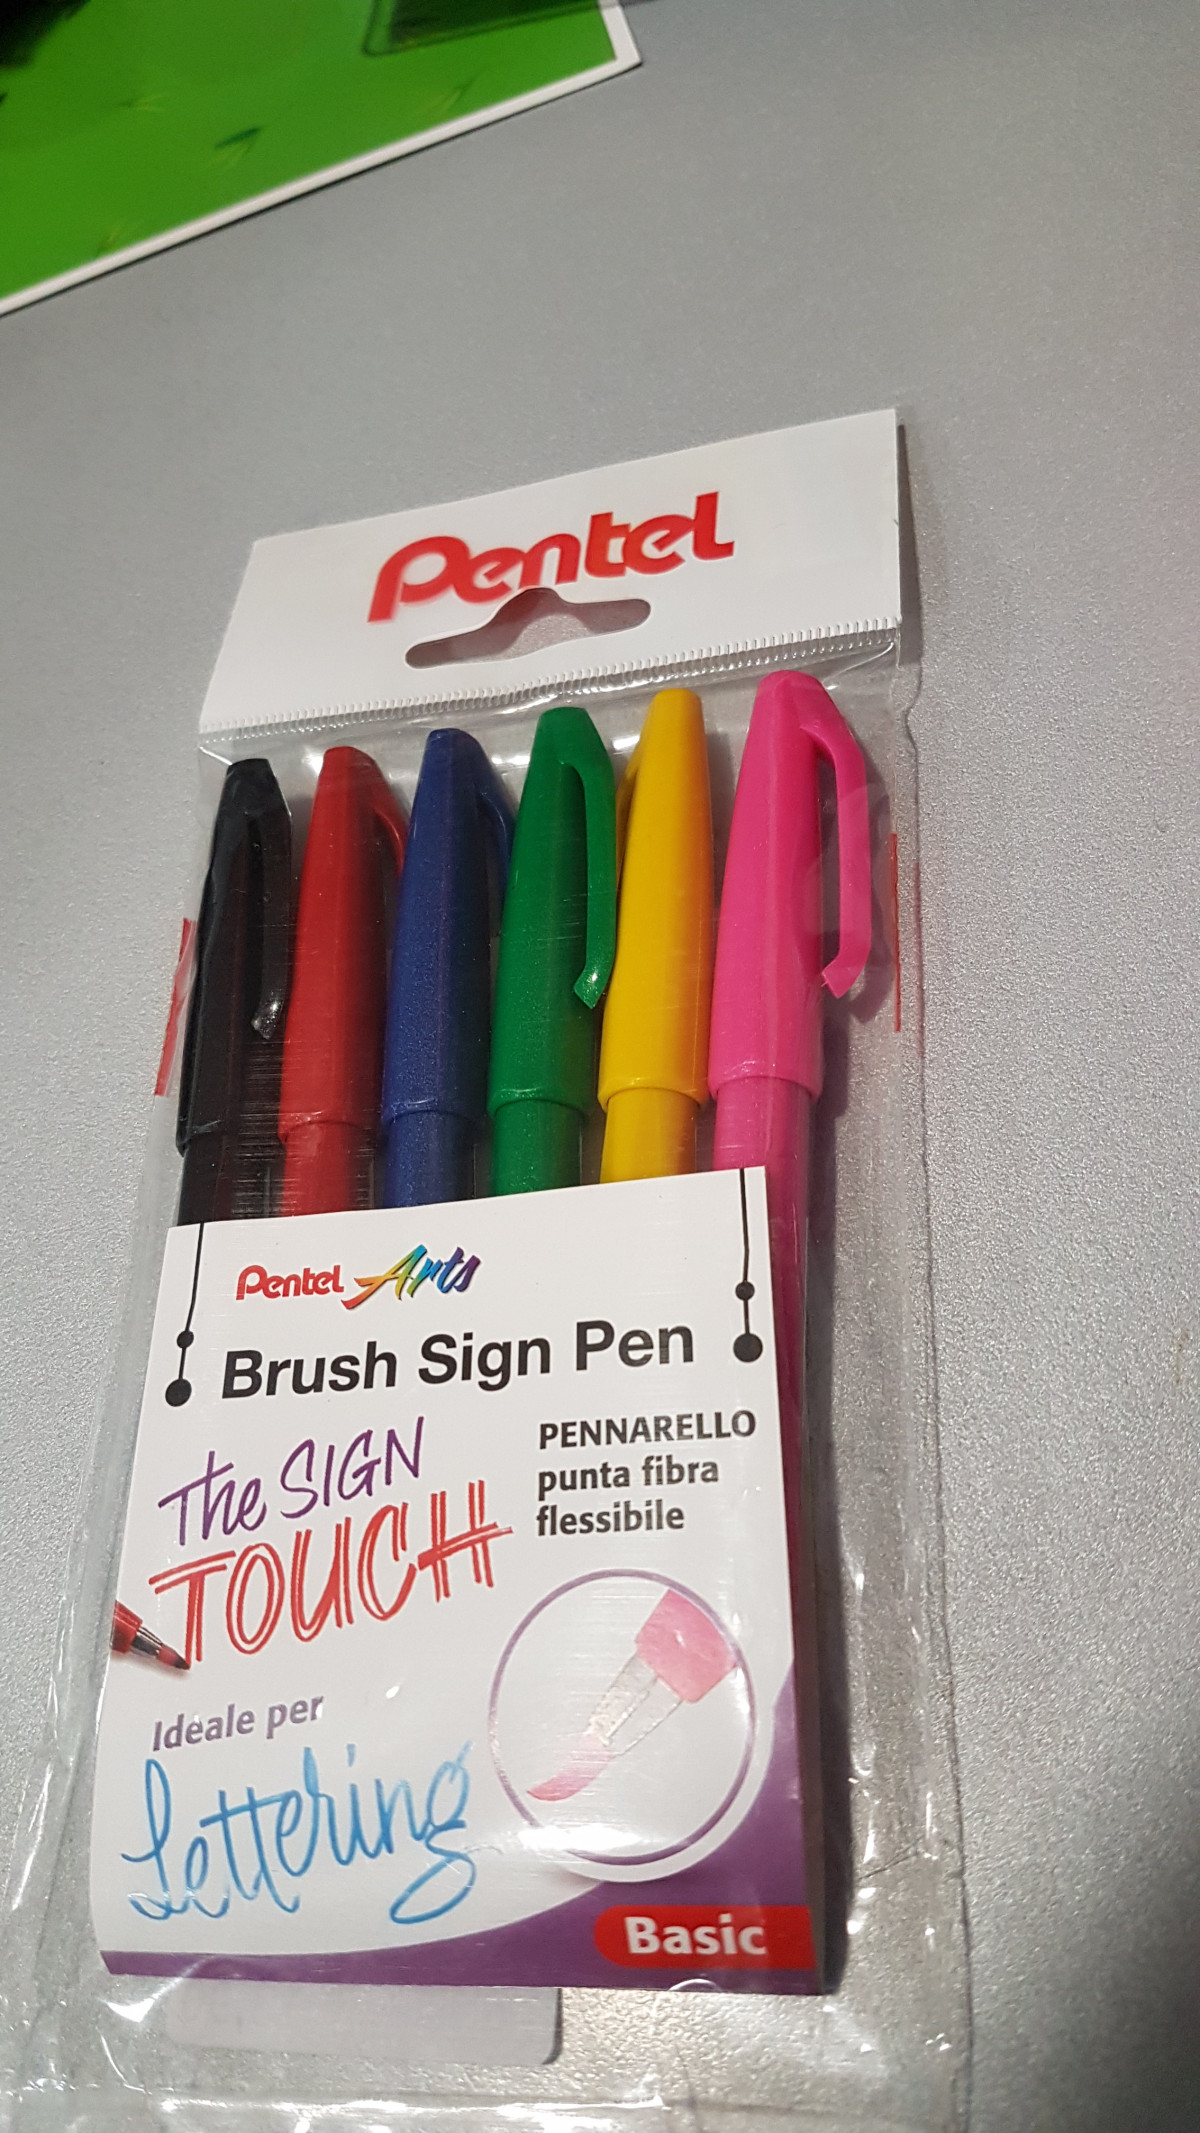 Pentel
Pentel Arts
Brush Sign Pen
The SIGN
TOUCH
PENNARELLO
punta fibra
flessibile
Ideale per
Lettering
Basic